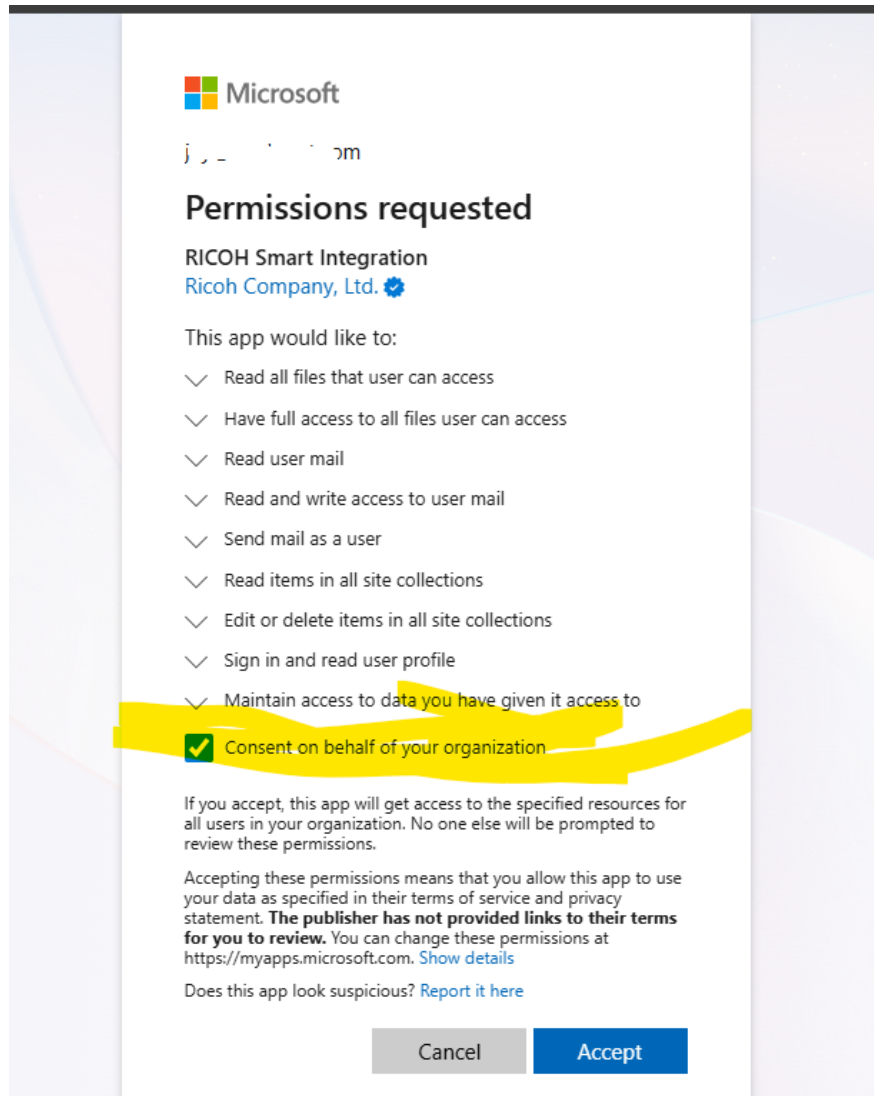 Microsoft
Permissions requested
RICOH Smart Integration
Ricoh Company, Ltd.
This app would like to:
Read all files that user can access
Have full access to all files user can access
Read user mail
Read and write access to user mail
Send mail as a user
Read items in all site collections
Edit or delete items in all site collections
Sign in and read user profile
Maintain access to data you have given it access to
Consent on behalf of your organization
If you accept, this app will get access to the specified resources for
all users in your organization. No one else will be prompted to
review these permissions.
Accepting these permissions means that you allow this app to use
your data as specified in their terms of service and privacy
statement. The publisher has not provided links to their terms
for you to review. You can change these permissions at
https://myapps.microsoft.com. Show details
Does this app look suspicious? Report it here
Cancel Accept